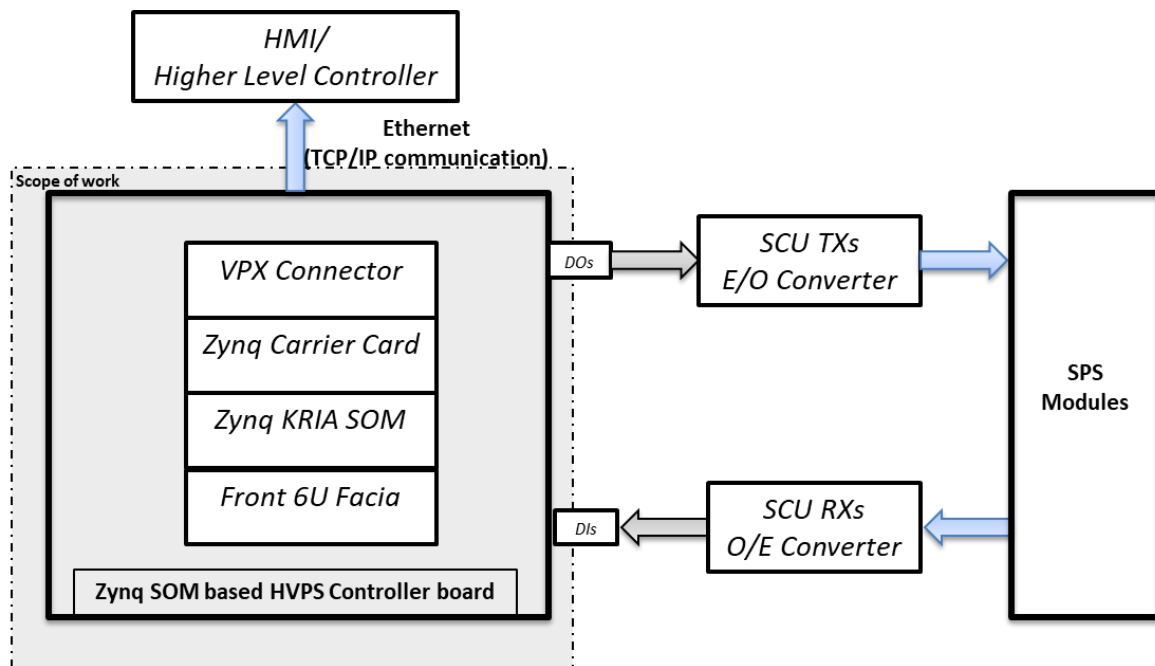 HMI/
Higher Level Controller
Ethernet
(TCP/IP communication)
Scope of work
VPX Connector
Zynq Carrier Card
Zynq KRIA SOM
Front 6U Facia
Zynq SOM based HVPS Controller board
DOs
SCU TXs
E/O Converter
SPS
Modules
DIs
SCU RXs
O/E Converter